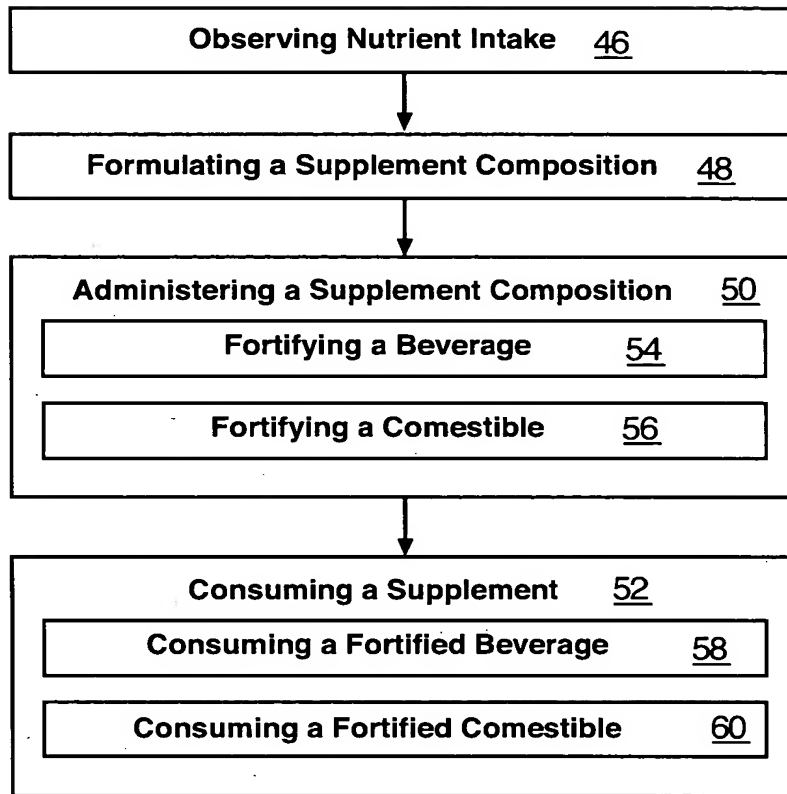 Observing Nutrient Intake 46
Formulating a Supplement Composition 48
Administering a Supplement Composition 50
Fortifying a Beverage 54
Fortifying a Comestible 56
Consuming a Supplement 52
Consuming a Fortified Beverage 58
Consuming a Fortified Comestible 60